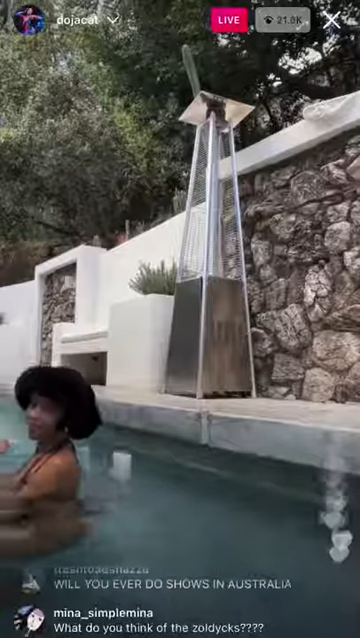 dojacat
LIVE
21.0K
WILL YOU EVER DO SHOWS IN AUSTRALIA
mina_simplemina
What do you think of the zoldycks????